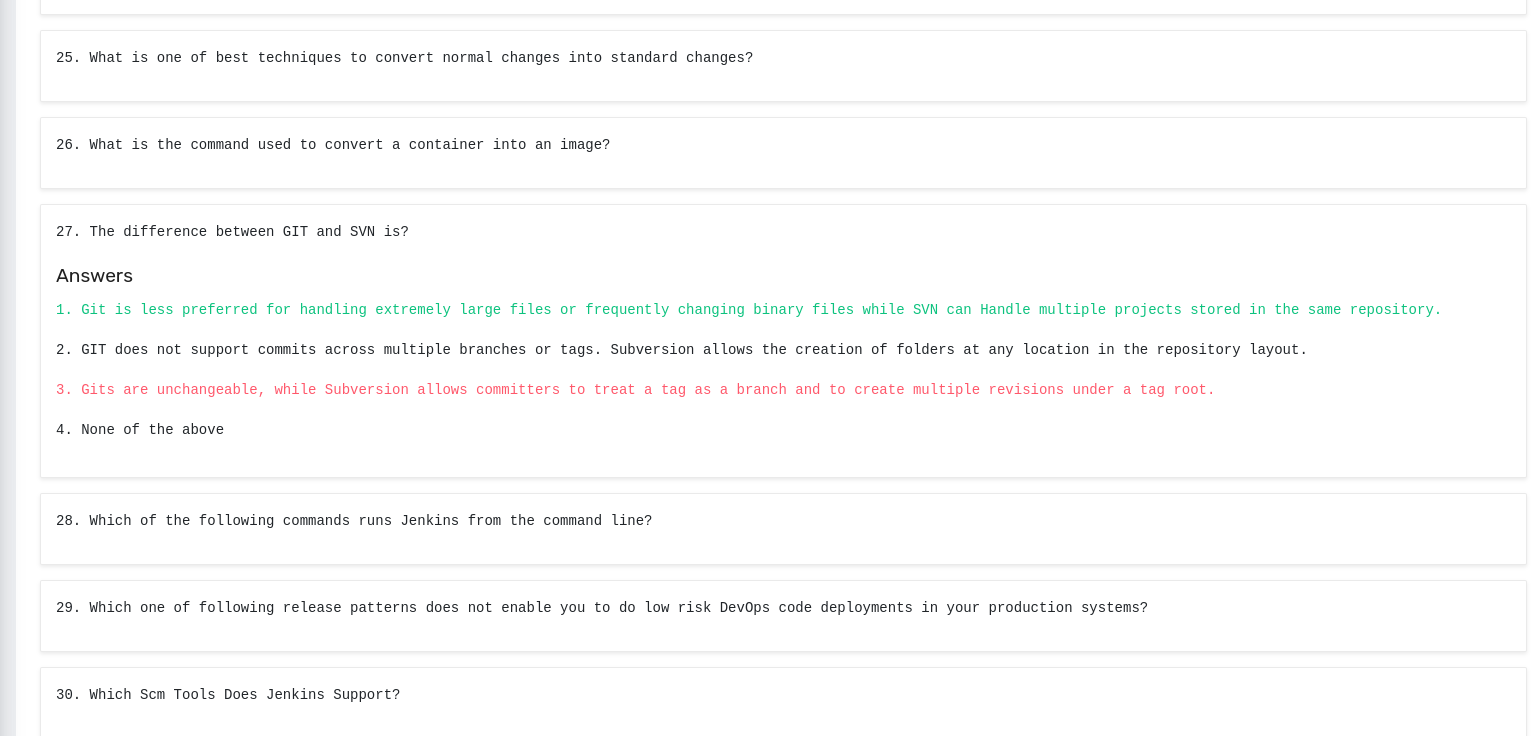 25. What is one of best techniques to convert normal changes into standard changes?
26. What is the command used to convert a container into an image?
27. The difference between GIT and SVN is?
Answers
1. Git is less preferred for handling extremely large files or frequently changing binary files while SVN can Handle multiple projects stored in the same repository.
2. GIT does not support commits across multiple branches or tags. Subversion allows the creation of folders at any location in the repository layout.
3. Gits are unchangeable, while Subversion allows committers to treat a tag as a branch and to create multiple revisions under a tag root.
4. None of the above
28. Which of the following commands runs Jenkins from the command line?
29. Which one of following release patterns does not enable you to do low risk DevOps code deployments in your production systems?
30. Which Scm Tools Does Jenkins Support?